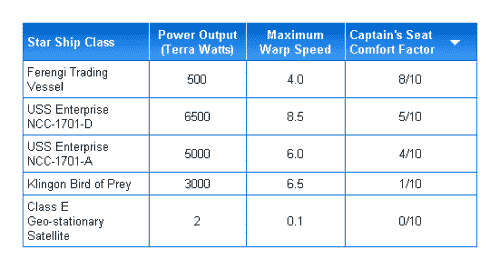 Star Ship Class
Power Output
(Terra Watts)
Maximum
Warp Speed
Captain's Seat
Comfort Factor
Ferengi Trading
Vessel
500
4.0
8/10
USS Enterprise
NCC-1701-D
6500
8.5
5/10
USS Enterprise
NCC-1701-A
5000
6.0
4/10
Klingon Bird of Prey
3000
6.5
1/10
Class E
Geo-stationary
Satellite
2
0.1
0/10